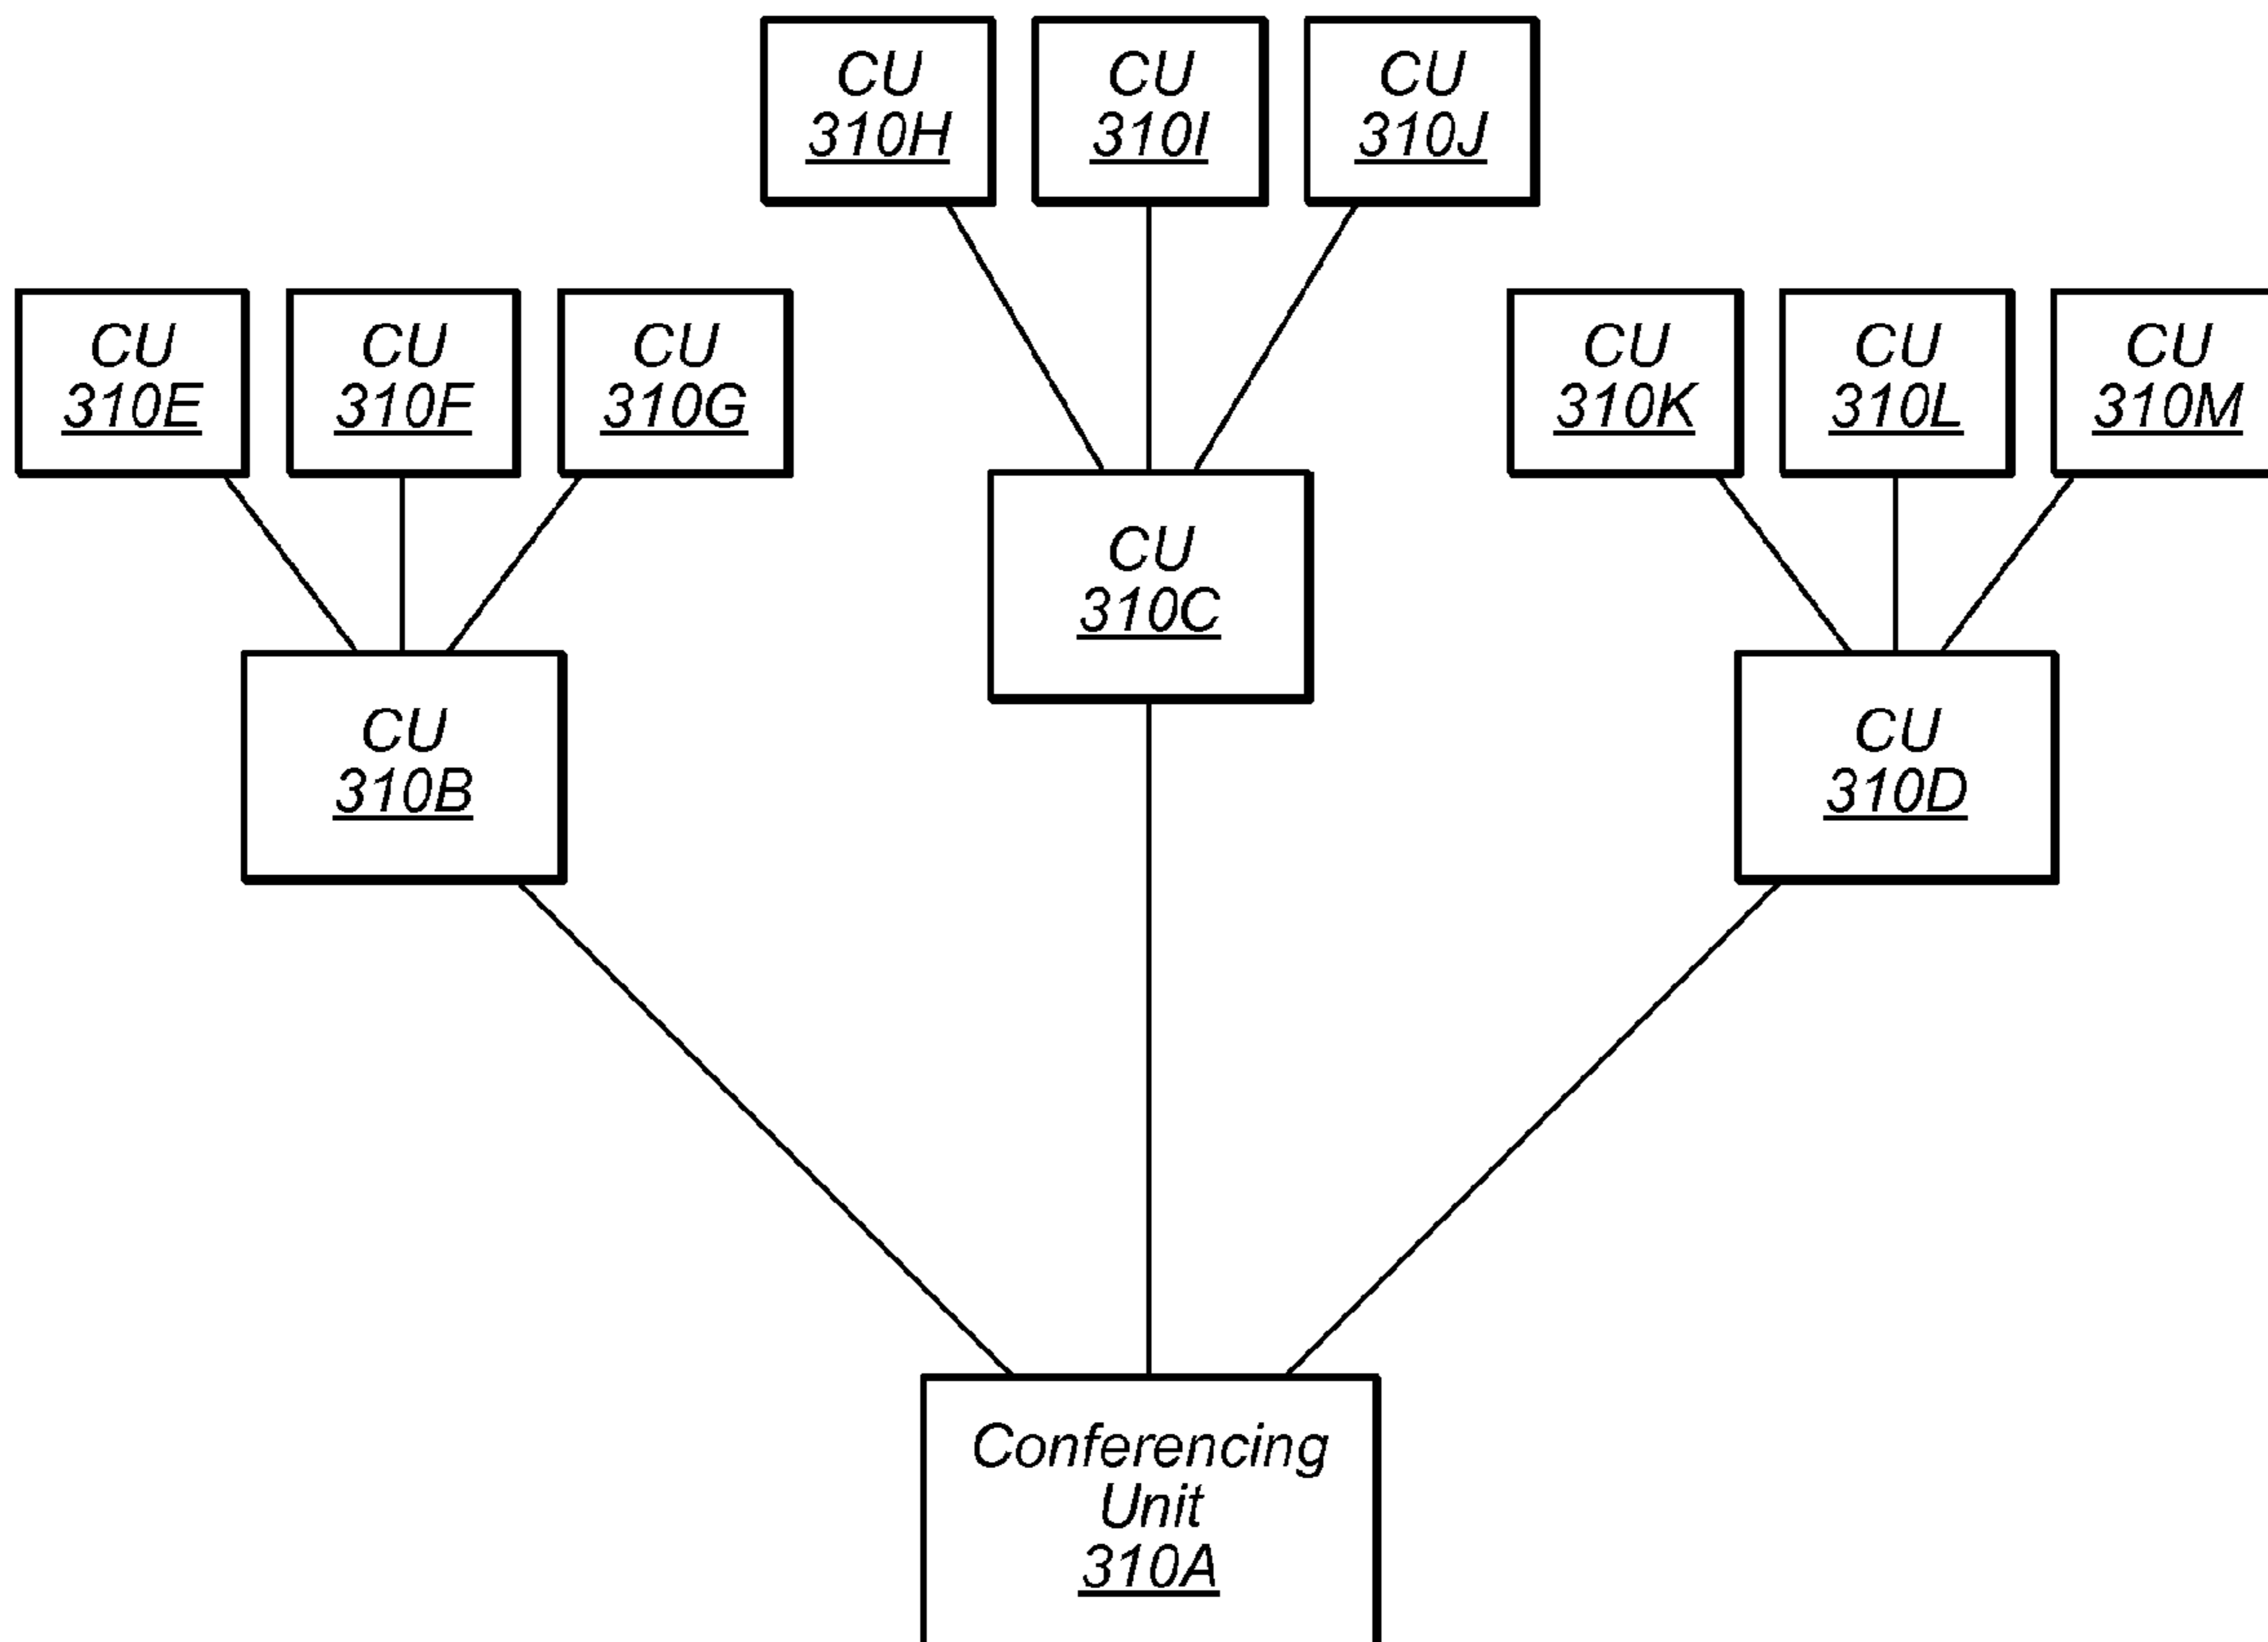 CU
310H
CU
310I
CU
310J
CU
310E
CU
310F
CU
310G
CU
310K
CU
310L
CU
310M
CU
310C
CU
310B
CU
310D
Conferencing
Unit
310A